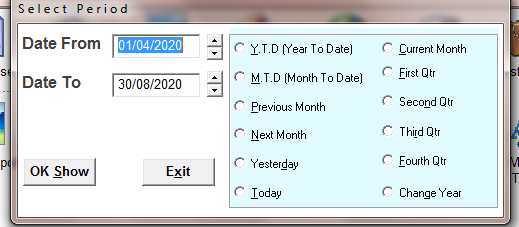 Select Period
Date From 01/04/2020
Date To 30/08/2020
OK Show Exit
Y.T.D (Year To Date)
M.T.D (Month To Date)
Previous Month
Next Month
Yesterday
Today
Current Month
First Qtr
Second Qtr
Third Qtr
Fourth Qtr
Change Year